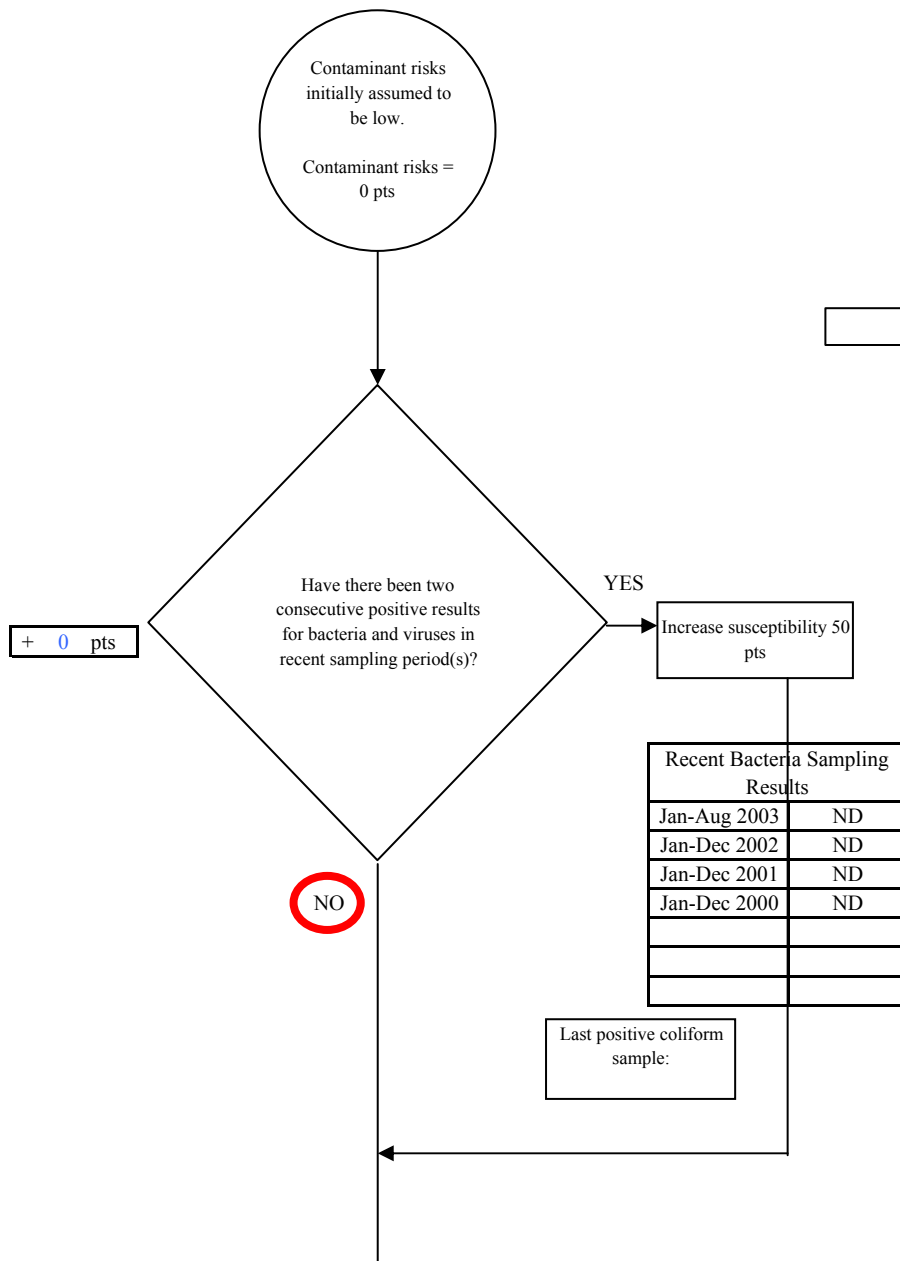 Contaminant risks
initially assumed to
be low.
Contaminant risks =
0 pts
Have there been two
consecutive positive results
for bacteria and viruses in
recent sampling period(s)?
YES
Increase susceptibility 50
pts
+ 0 pts
Recent Bacteria Sampling
Results
Jan-Aug 2003 ND
Jan-Dec 2002 ND
Jan-Dec 2001 ND
Jan-Dec 2000 ND
NO
Last positive coliform
sample: